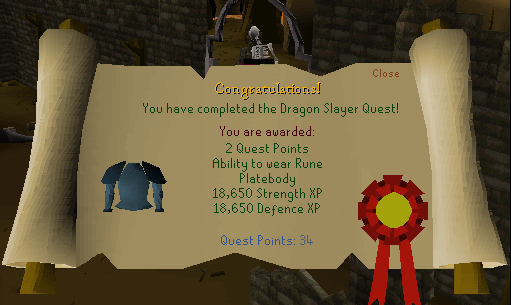 Close
Congratulations!
You have completed the Dragon Slayer Quest!
You are awarded:
2 Quest Points
Ability to wear Rune
Platebody
18,650 Strength XP
18,650 Defence XP
Quest Points: 34